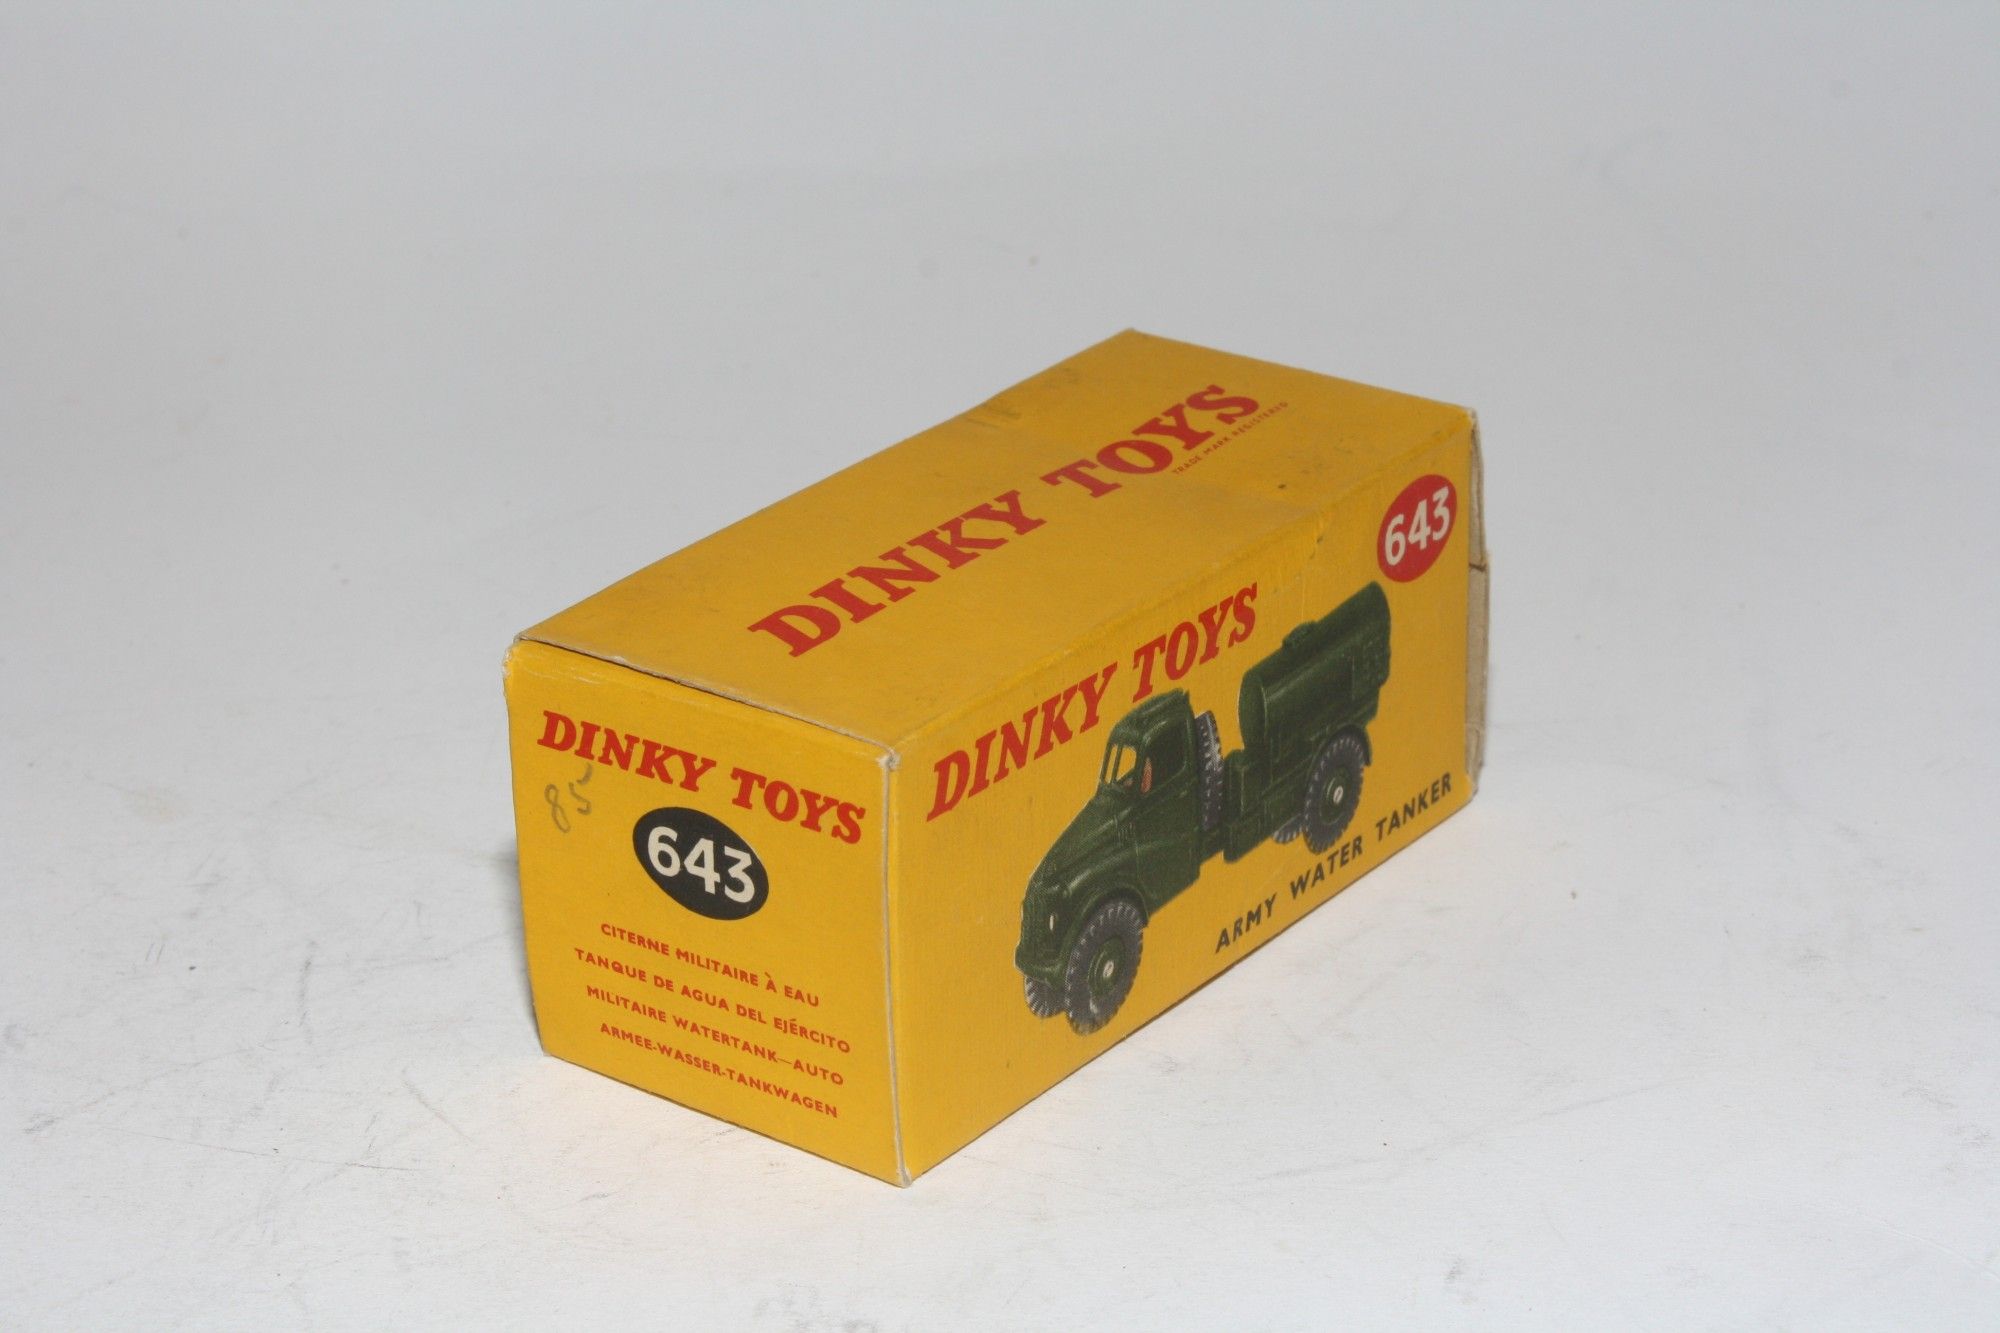 DINKY TOYS
TRADE MARK REGISTERED
DINKY TOYS
85
643
CITERNE MILITAIRE À EAU
TANQUE DE AGUA DEL EJÉRCITO
MILITAIRE WATERTANK—AUTO
ARMEE-WASSER-TANKWAGEN
643
DINKY TOYS
ARMY WATER TANKER